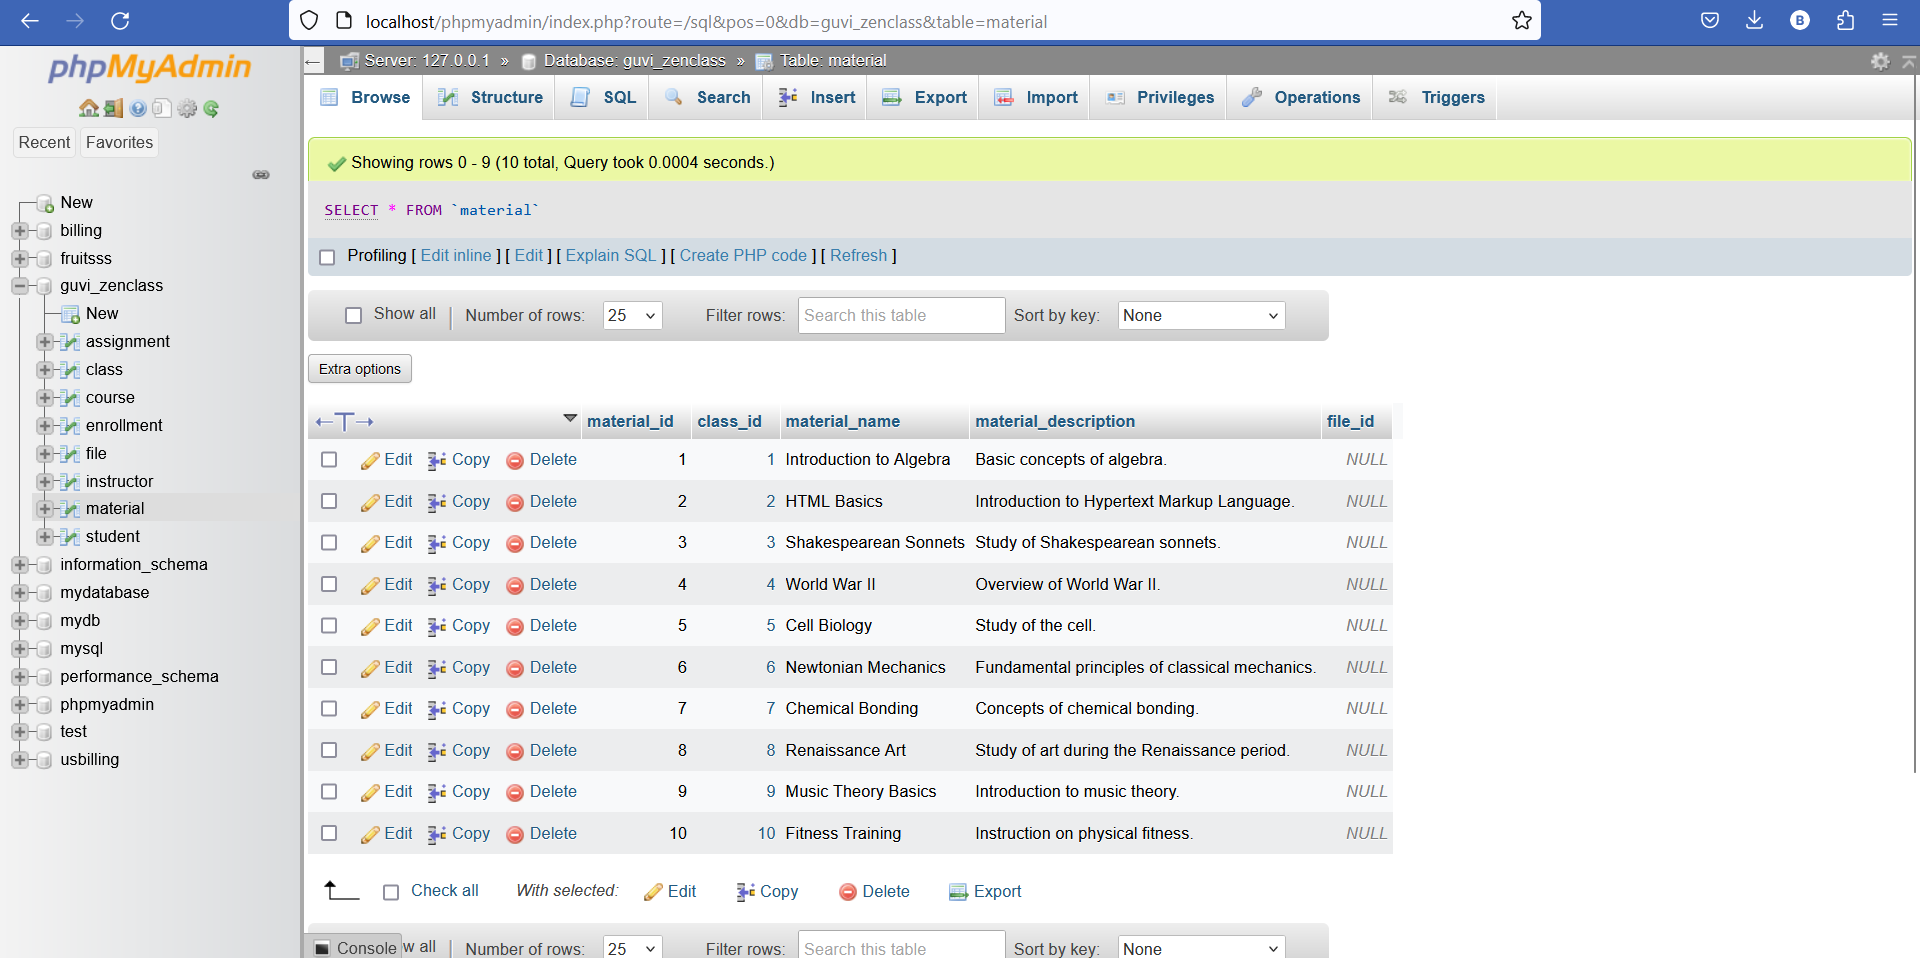 localhost/phpmyadmin/index.php?route=/sql&pos=0&db=guvi_zenclass&table=material
B
phpMyAdmin
Recent Favorites
New
billing
fruitsss
guvi_zenclass
New
assignment
class
course
enrollment
file
instructor
material
student
information_schema
mydatabase
mydb
mysql
performance_schema
phpmyadmin
test
usbilling
Server: 127.0.0.1 » Database: guvi_zenclass » Table: material
Browse Structure SQL Search Insert Export Import Privileges Operations Triggers
Showing rows 0 - 9 (10 total, Query took 0.0004 seconds.)
SELECT * FROM `material`
Profiling [ Edit inline ] [ Edit ] [ Explain SQL ] [ Create PHP code ] [ Refresh ]
Show all | Number of rows: 25 Filter rows: Search this table Sort by key: None
Extra options
material_id class_id material_name material_description file_id
Edit Copy Delete 1 1 Introduction to Algebra Basic concepts of algebra. NULL
Edit Copy Delete 2 2 HTML Basics Introduction to Hypertext Markup Language. NULL
Edit Copy Delete 3 3 Shakespearean Sonnets Study of Shakespearean sonnets. NULL
Edit Copy Delete 4 4 World War II Overview of World War II. NULL
Edit Copy Delete 5 5 Cell Biology Study of the cell. NULL
Edit Copy Delete 6 6 Newtonian Mechanics Fundamental principles of classical mechanics. NULL
Edit Copy Delete 7 7 Chemical Bonding Concepts of chemical bonding. NULL
Edit Copy Delete 8 8 Renaissance Art Study of art during the Renaissance period. NULL
Edit Copy Delete 9 9 Music Theory Basics Introduction to music theory. NULL
Edit Copy Delete 10 10 Fitness Training Instruction on physical fitness. NULL
Check all With selected: Edit Copy Delete Export
Console w all | Number of rows: 25 Filter rows: Search this table Sort by key: None